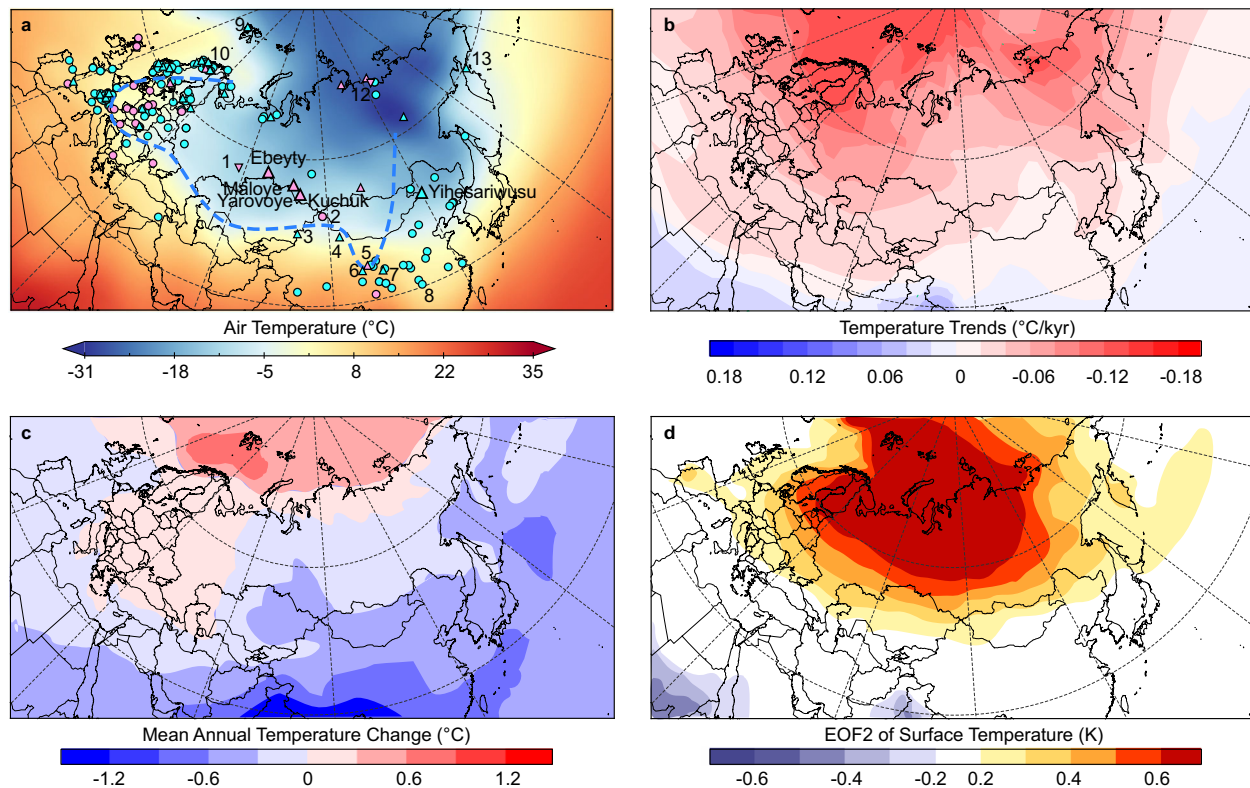 a
9
10
13
12
1
Ebeyty
Maloye
Yihesariwusu
Yarovoye
Kuchuk
2
3
4
5
6
7
8
Air Temperature (°C)
-31 -18 -5 8 22 35
b
Temperature Trends (°C/kyr)
0.18 0.12 0.06 0 -0.06 -0.12 -0.18
c
Mean Annual Temperature Change (°C)
-1.2 -0.6 0 0.6 1.2
d
EOF2 of Surface Temperature (K)
-0.6 -0.4 -0.2 0.2 0.4 0.6